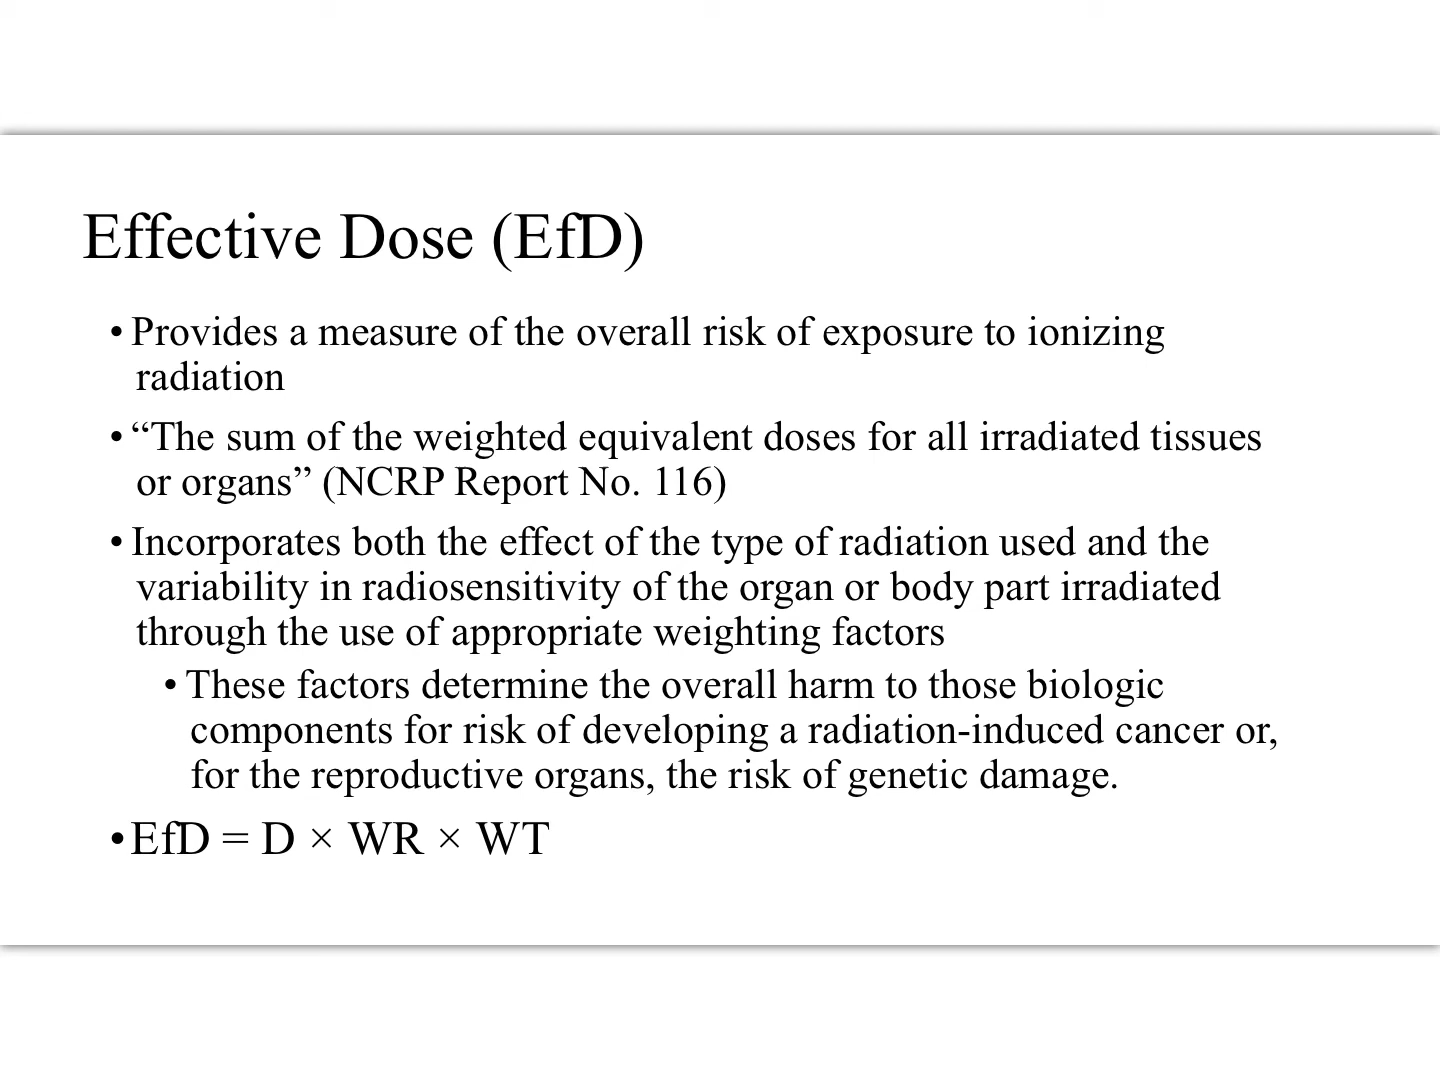 Effective Dose (EfD)
• Provides a measure of the overall risk of exposure to ionizing
radiation
• “The sum of the weighted equivalent doses for all irradiated tissues
or organs” (NCRP Report No. 116)
• Incorporates both the effect of the type of radiation used and the
variability in radiosensitivity of the organ or body part irradiated
through the use of appropriate weighting factors
• These factors determine the overall harm to those biologic
components for risk of developing a radiation-induced cancer or,
for the reproductive organs, the risk of genetic damage.
• EfD = D × WR × WT